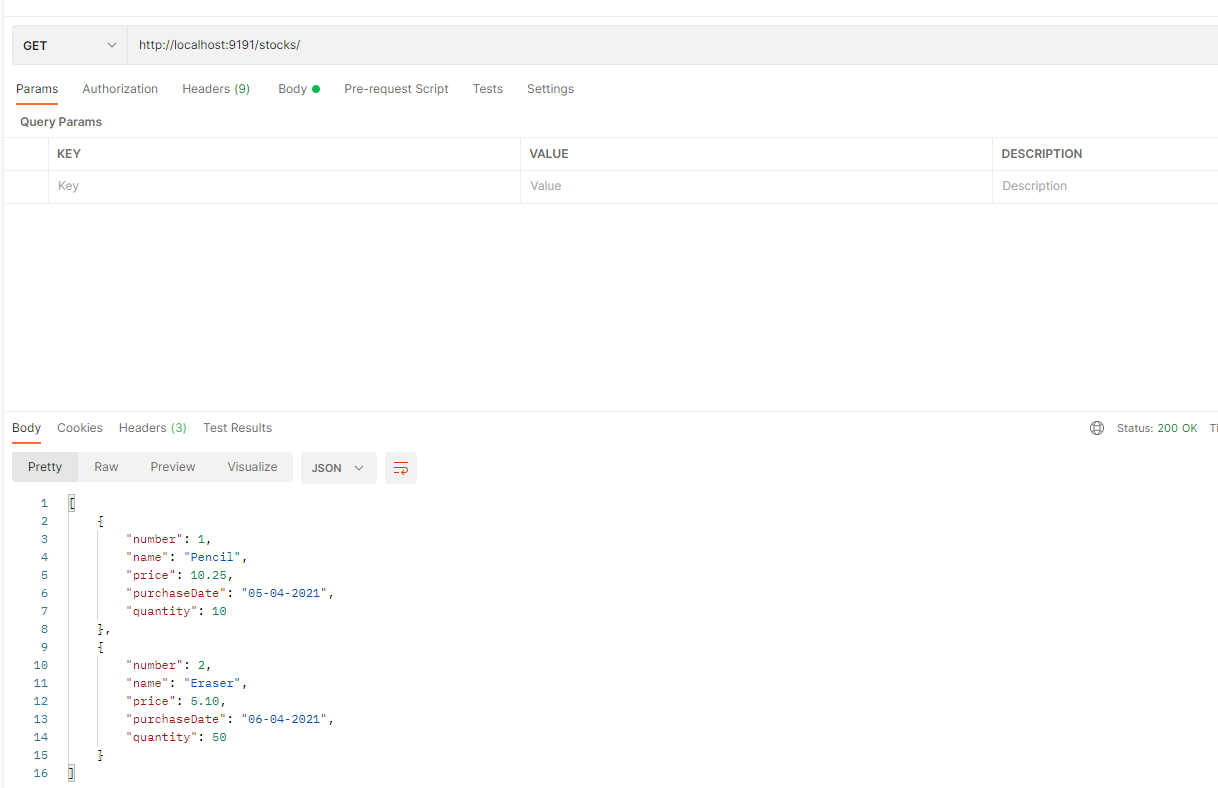 GET http://localhost:9191/stocks/
Params Authorization Headers (9) Body Pre-request Script Tests Settings
Query Params
KEY VALUE DESCRIPTION
Key Value Description
Body Cookies Headers (3) Test Results Status: 200 OK Ti
Pretty Raw Preview Visualize JSON
1 [
2 {
3 "number": 1,
4 "name": "Pencil",
5 "price": 10.25,
6 "purchaseDate": "05-04-2021",
7 "quantity": 10
8 },
9 {
10 "number": 2,
11 "name": "Eraser",
12 "price": 5.10,
13 "purchaseDate": "06-04-2021",
14 "quantity": 50
15 }
16 ]